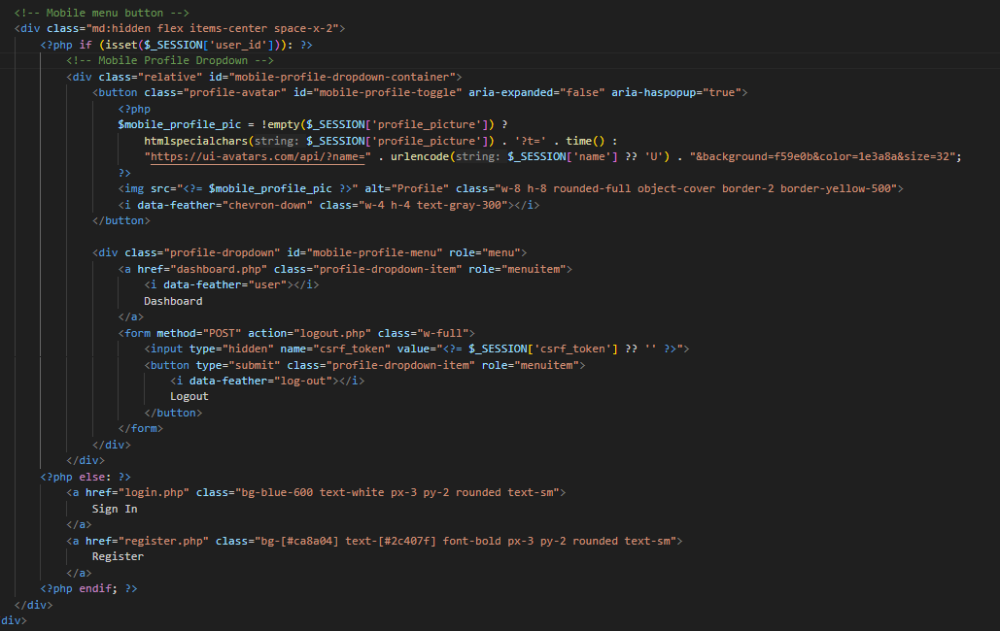 <!-- Mobile menu button -->
<div class="md:hidden flex items-center space-x-2">
<?php if (isset($_SESSION['user_id'])): ?>
<!-- Mobile Profile Dropdown -->
<div class="relative" id="mobile-profile-dropdown-container">
<button class="profile-avatar" id="mobile-profile-toggle" aria-expanded="false" aria-haspopup="true">
<?php
$mobile_profile_pic = !empty($_SESSION['profile_picture']) ?
htmlspecialchars(string: $_SESSION['profile_picture']) . '?t=' . time() :
"https://ui-avatars.com/api/?name=" . urlencode(string: $_SESSION['name'] ?? 'U') . "&background=f59e0b&color=1e3a8a&size=32";
?>
<img src="<?= $mobile_profile_pic ?>" alt="Profile" class="w-8 h-8 rounded-full object-cover border-2 border-yellow-500">
<i data-feather="chevron-down" class="w-4 h-4 text-gray-300"></i>
</button>
<div class="profile-dropdown" id="mobile-profile-menu" role="menu">
<a href="dashboard.php" class="profile-dropdown-item" role="menuitem">
<i data-feather="user"></i>
Dashboard
</a>
<form method="POST" action="logout.php" class="w-full">
<input type="hidden" name="csrf_token" value="<?= $_SESSION['csrf_token'] ?? '' ?>">
<button type="submit" class="profile-dropdown-item" role="menuitem">
<i data-feather="log-out"></i>
Logout
</button>
</form>
</div>
</div>
<?php else: ?>
<a href="login.php" class="bg-blue-600 text-white px-3 py-2 rounded text-sm">
Sign In
</a>
<a href="register.php" class="bg-[#ca8a04] text-[#2c407f] font-bold px-3 py-2 rounded text-sm">
Register
</a>
<?php endif; ?>
</div>
div>